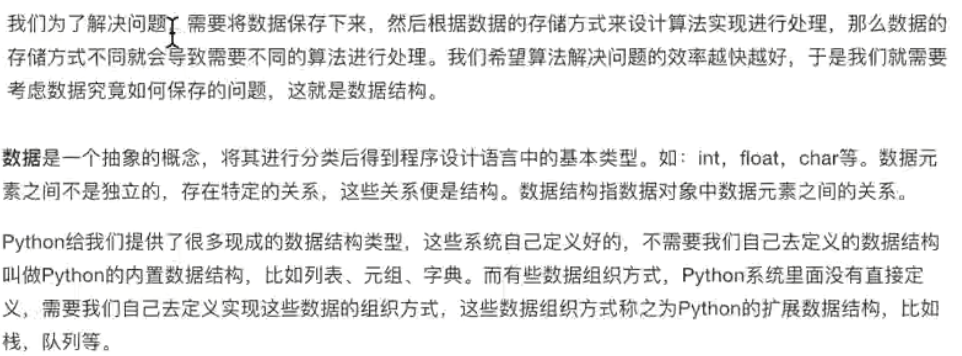 我们为了解决问题，需要将数据保存下来，然后根据数据的存储方式来设计算法实现进行处理，那么数据的
存储方式不同就会导致需要不同的算法进行处理。我们希望算法解决问题的效率越快越好，于是我们就需要
考虑数据究竟如何保存的问题，这就是数据结构。
数据是一个抽象的概念，将其进行分类后得到程序设计语言中的基本类型。如：int，float，char等。数据元
素之间不是独立的，存在特定的关系，这些关系便是结构。数据结构指数据对象中数据元素之间的关系。
Python给我们提供了很多现成的数据结构类型，这些系统自己定义好的，不需要我们自己去定义的数据结构
叫做Python的内置数据结构，比如列表、元组、字典。而有些数据组织方式，Python系统里面没有直接定
义，需要我们自己去定义实现这些数据的组织方式，这些数据组织方式称之为Python的扩展数据结构，比如
栈，队列等。